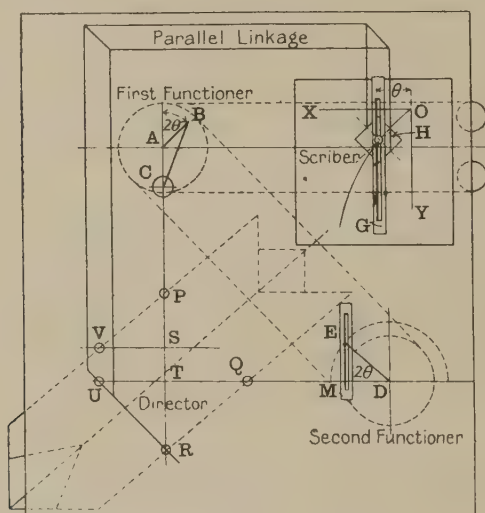 Parallel Linkage
First Functioner
θ
B
X
O
2θ
H
A
Scriber
C
Y
G
P
E
V
S
T
Q
U
M
2θ
D
Director
R
Second Functioner